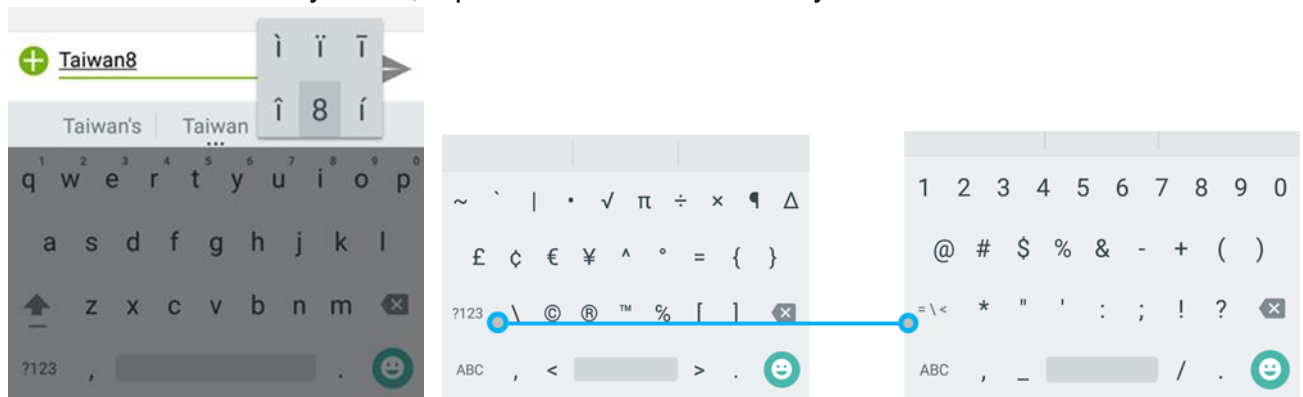 ì ï ī
Taiwan8
î 8 í
Taiwan's Taiwan
1 2 3 4 5 6 7 8 9 0
q w e r t y u i o p
a s d f g h j k l
z x c v b n m
?123 , .
~ ` | • √ π ÷ × ¶ Δ
£ ¢ € ¥ ^ ° = { }
?123 \ © ® ™ ℅ [ ]
ABC , < > .
1 2 3 4 5 6 7 8 9 0
@ # $ % & - + ( )
=\< * " ' : ; ! ?
ABC , _ / .